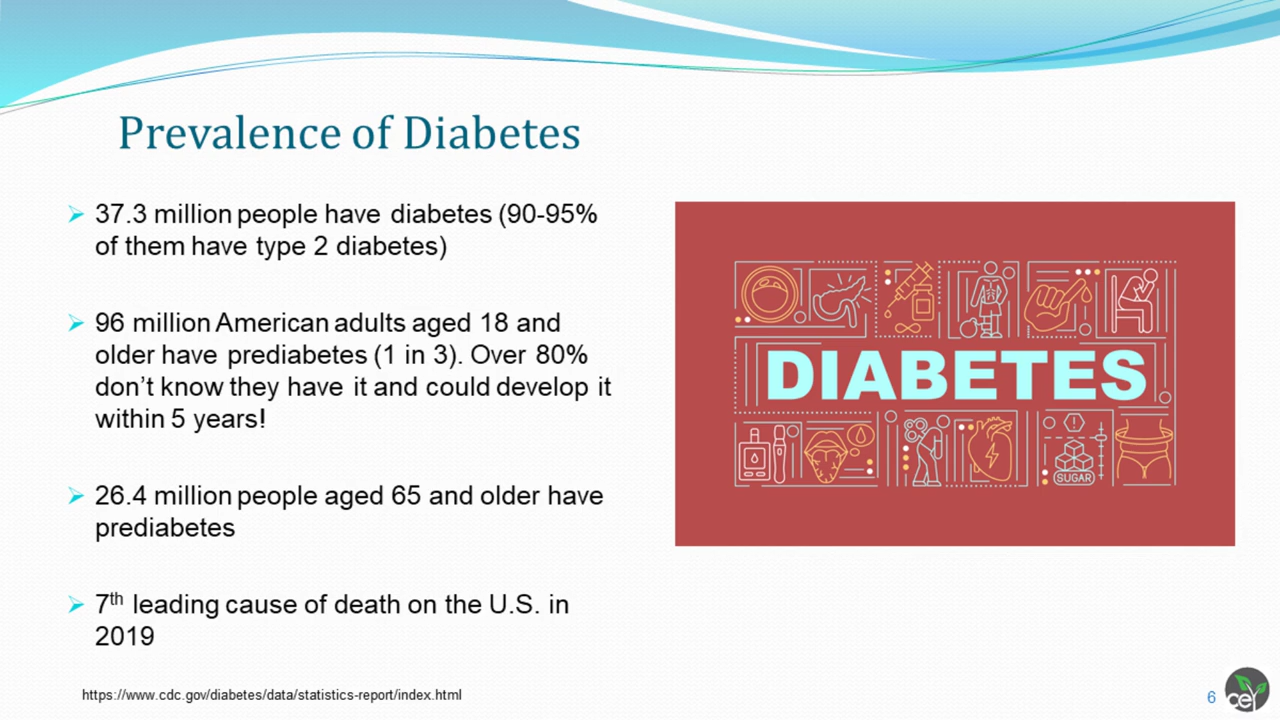 Prevalence of Diabetes
➢ 37.3 million people have diabetes (90-95%
of them have type 2 diabetes)
➢ 96 million American adults aged 18 and
older have prediabetes (1 in 3). Over 80%
don’t know they have it and could develop it
within 5 years!
➢ 26.4 million people aged 65 and older have
prediabetes
➢ 7th leading cause of death on the U.S. in
2019
DIABETES
SUGAR
https://www.cdc.gov/diabetes/data/statistics-report/index.html
6
cei